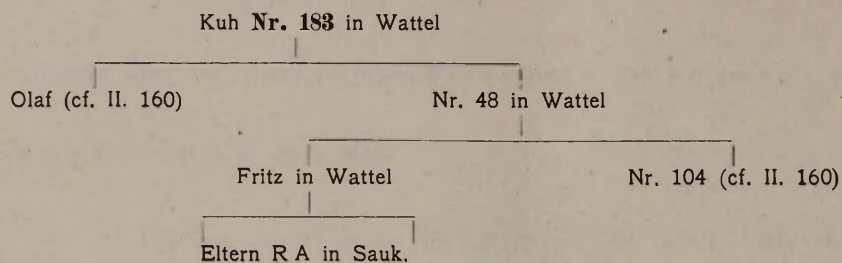 Kuh Nr. 183 in Wattel
Olaf (cf. II. 160) Nr. 48 in Wattel
Fritz in Wattel Nr. 104 (cf. II. 160)
Eltern R A in Sauk.